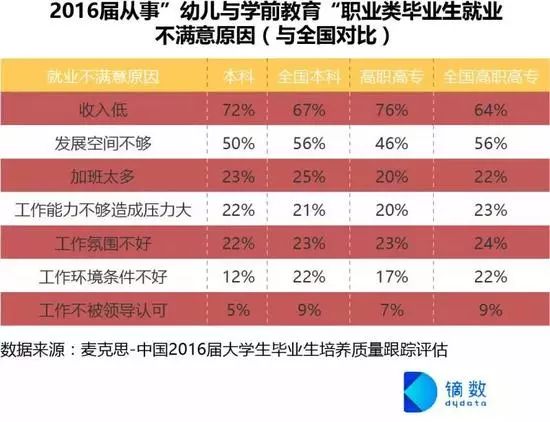 2016届从事”幼儿与学前教育“职业类毕业生就业
不满意原因（与全国对比）
就业不满意原因 本科 全国本科 高职高专 全国高职高专
收入低 72% 67% 76% 64%
发展空间不够 50% 56% 46% 56%
加班太多 23% 25% 20% 22%
工作能力不够造成压力大 22% 21% 20% 23%
工作氛围不好 22% 23% 23% 24%
工作环境条件不好 12% 22% 17% 22%
工作不被领导认可 5% 9% 7% 9%
数据来源：麦克思-中国2016届大学生毕业生培养质量跟踪评估
镝数
dydata